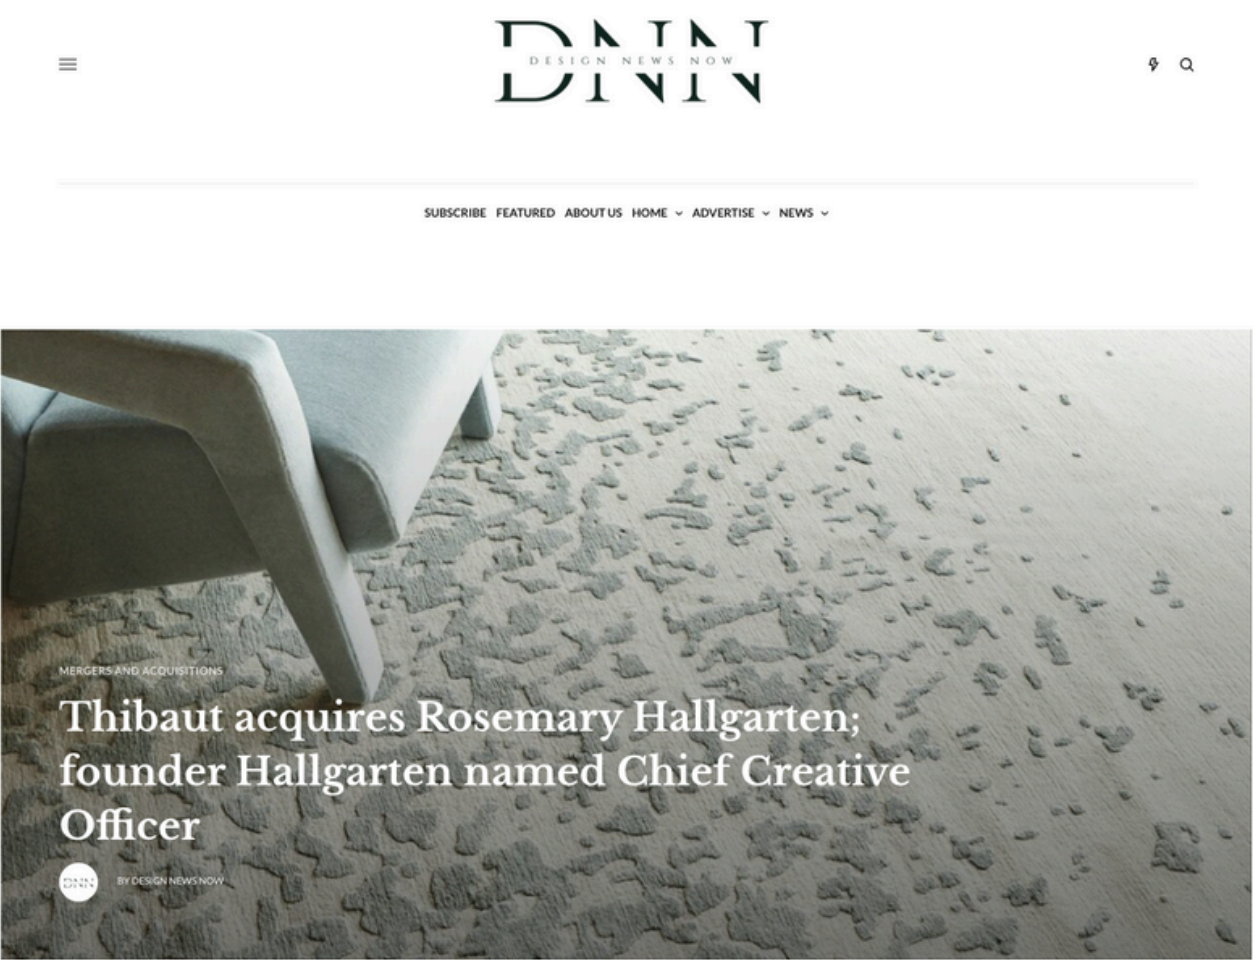 DNN
DESIGN NEWS NOW
SUBSCRIBE FEATURED ABOUT US HOME ADVERTISE NEWS
MERGERS AND ACQUISITIONS
Thibaut acquires Rosemary Hallgarten;
founder Hallgarten named Chief Creative
Officer
DNN
BY DESIGN NEWS NOW